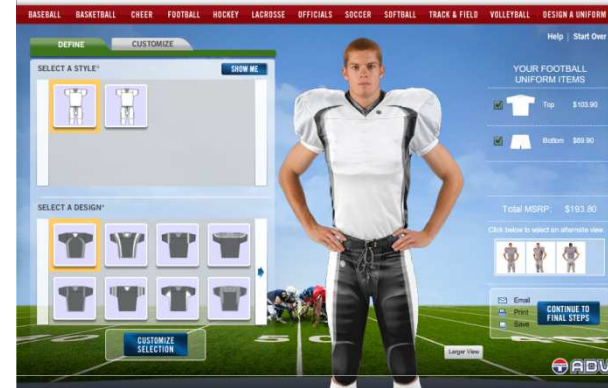 BASEBALL BASKETBALL CHEER FOOTBALL HOCKEY LACROSSE OFFICIALS SOCCER SOFTBALL TRACK & FIELD VOLLEYBALL DESIGN A UNIFORM
Help | Start Over
DEFINE CUSTOMIZE
SELECT A STYLE* SHOW ME
YOUR FOOTBALL
UNIFORM ITEMS
Top $103.90
Bottom $89.90
SELECT A DESIGN*
Total MSRP: $193.80
Click below to select an alternate view.
Email
Print
Save
CONTINUE TO
FINAL STEPS
CUSTOMIZE
SELECTION
Larger View
50
ADV